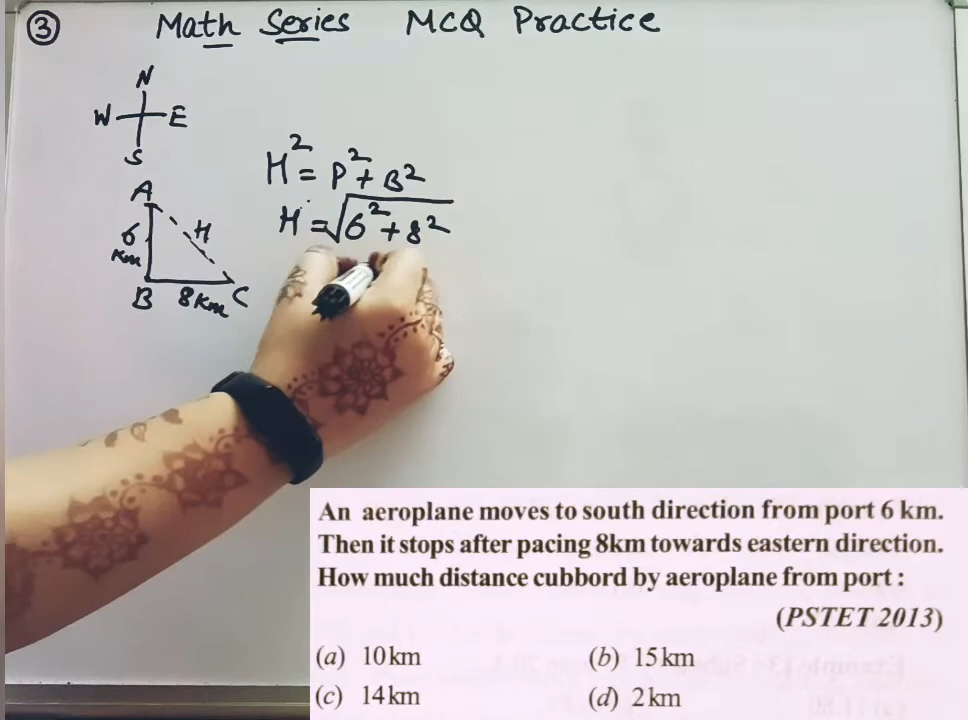 ③ Math Series MCQ Practice
N
W E
S
A
6 km H
B 8km C
H² = P² + B²
H = √6² + 8²
An aeroplane moves to south direction from port 6 km.
Then it stops after pacing 8km towards eastern direction.
How much distance cubbord by aeroplane from port :
(PSTET 2013)
(a) 10km (b) 15km
(c) 14km (d) 2km